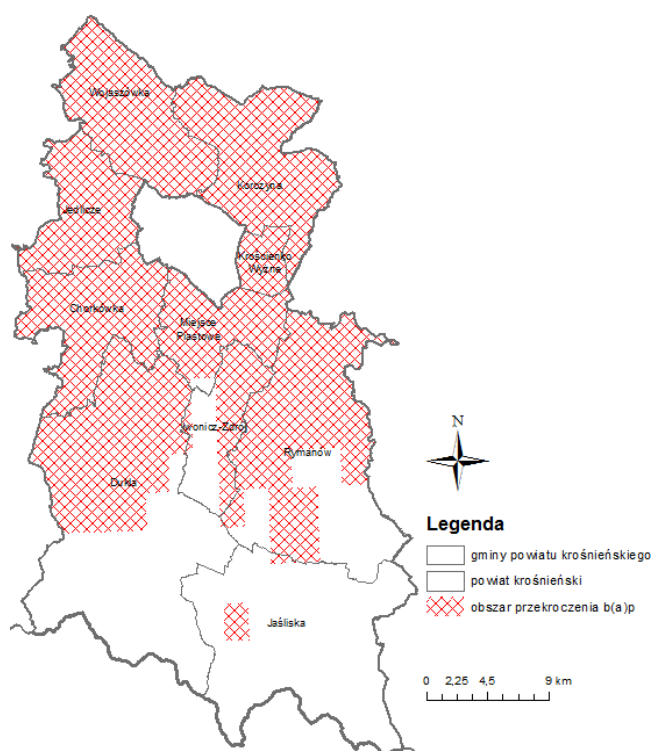 Wojaszówka
Korczyna
Jedlicze
Krościenko
Wyżne
Chorkówka
Miejsce
Piastowe
Iwonicz-Zdrój
Rymanów
Dukla
Jaśliska
N
Legenda
gminy powiatu krośnieńskiego
powiat krośnieński
obszar przekroczenia b(a)p
0 2,25 4,5 9 km